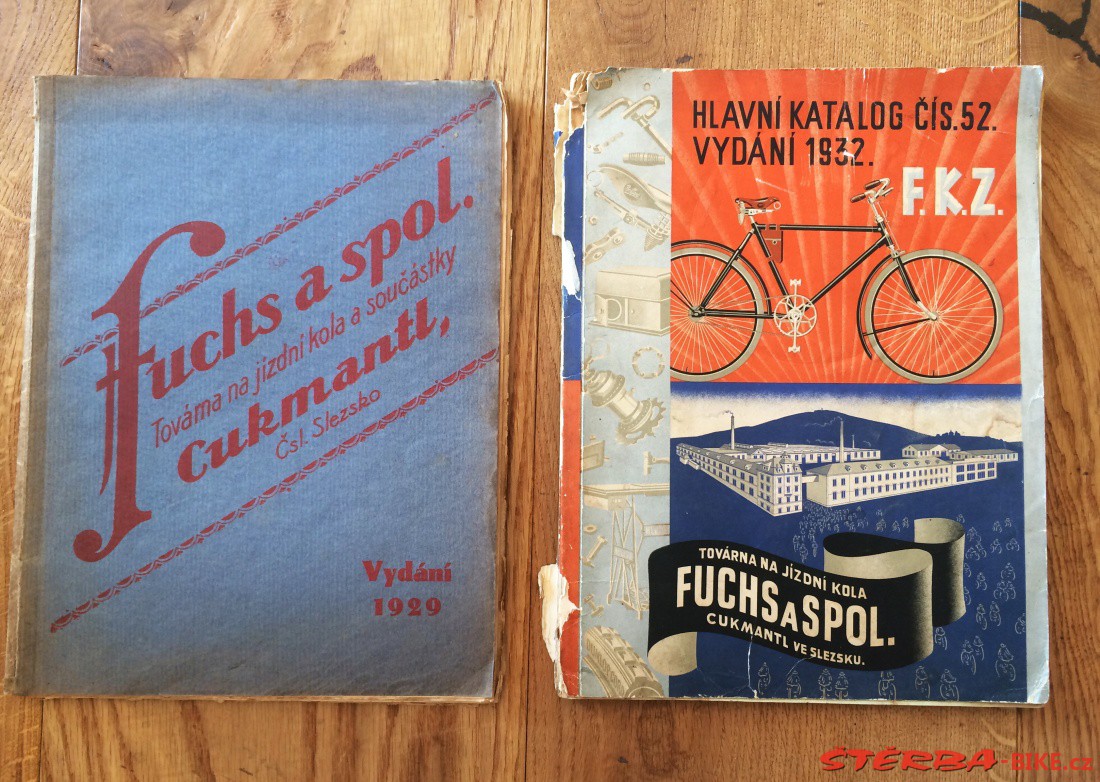 Fuchs a spol.
Továrna na jízdní kola a součástky
Cukmantl,
Čsl. Slezsko
Vydání
1929
HLAVNÍ KATALOG ČÍS.52.
VYDÁNÍ 1932.
F.K.Z.
TOVÁRNA NA JÍZDNÍ KOLA
FUCHS A SPOL.
CUKMANTL VE SLEZSKU.
ŠTĚRBA-BIKE.cz